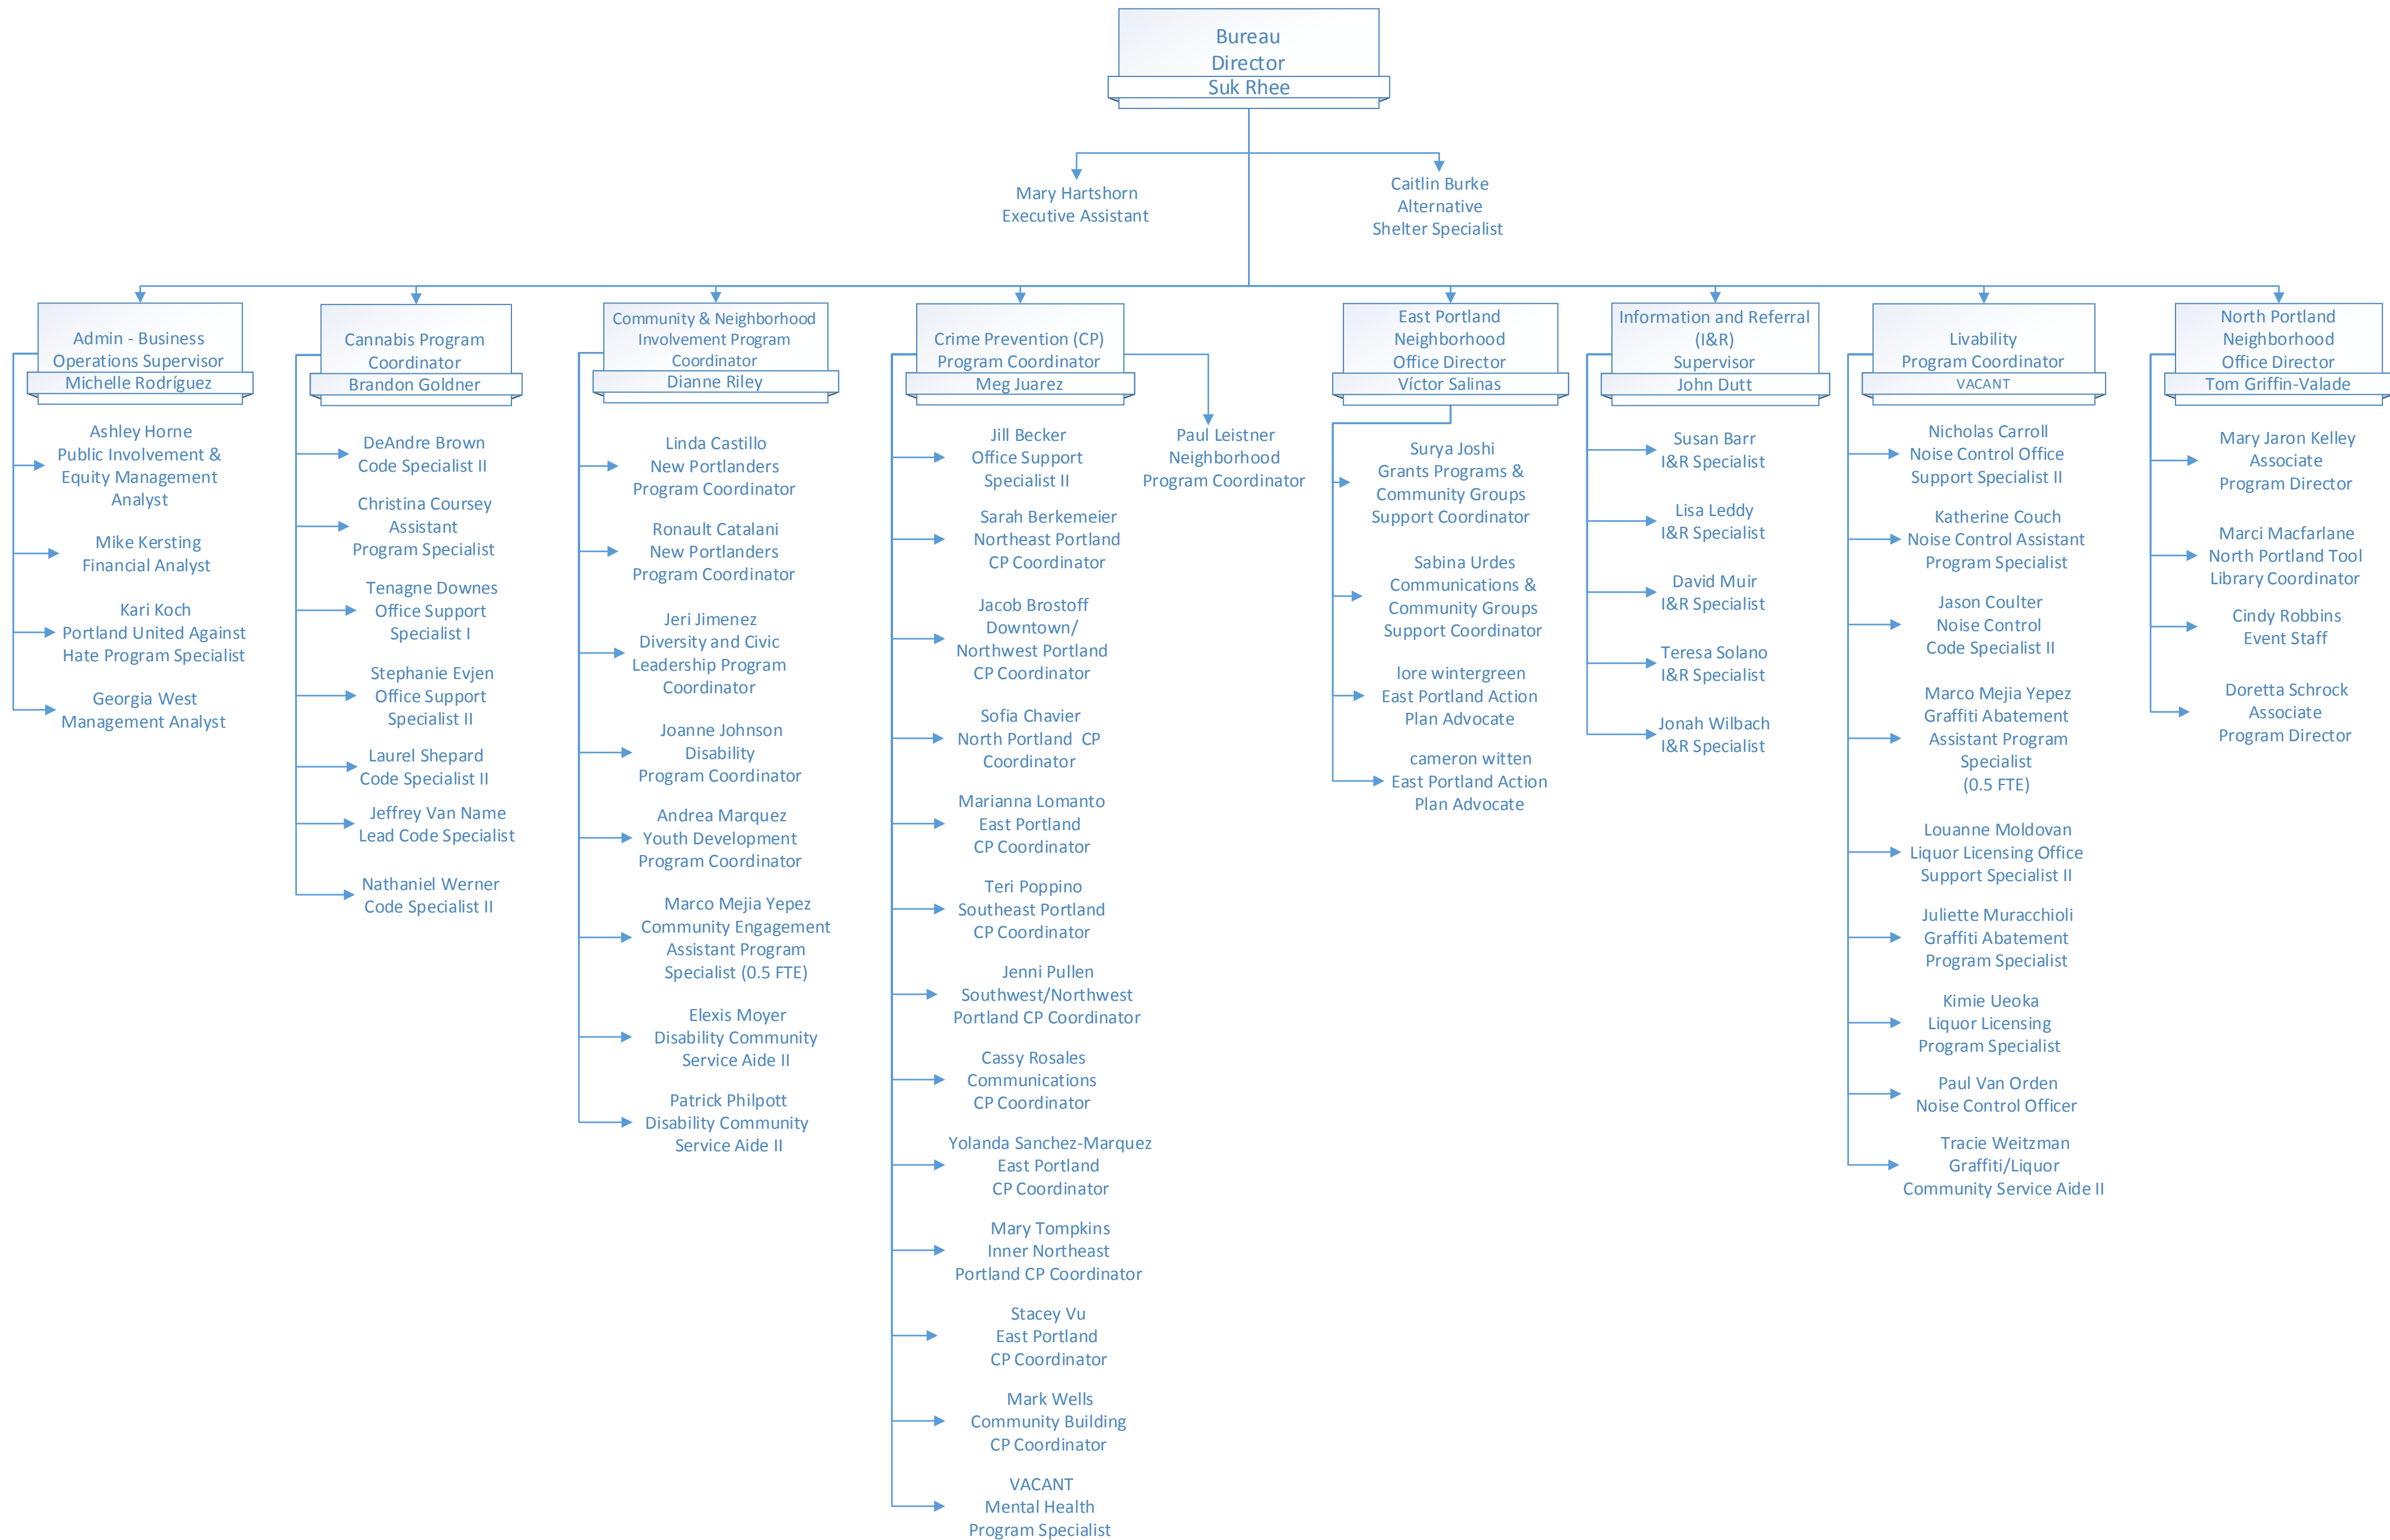 Bureau
Director
Suk Rhee
Mary Hartshorn
Executive Assistant
Caitlin Burke
Alternative
Shelter Specialist
Admin - Business
Operations Supervisor
Michelle Rodríguez
Ashley Horne
Public Involvement &
Equity Management
Analyst
Mike Kersting
Financial Analyst
Kari Koch
Portland United Against
Hate Program Specialist
Georgia West
Management Analyst
Cannabis Program
Coordinator
Brandon Goldner
DeAndre Brown
Code Specialist II
Christina Coursey
Assistant
Program Specialist
Tenagne Downes
Office Support
Specialist I
Stephanie Evjen
Office Support
Specialist II
Laurel Shepard
Code Specialist II
Jeffrey Van Name
Lead Code Specialist
Nathaniel Werner
Code Specialist II
Community & Neighborhood
Involvement Program
Coordinator
Dianne Riley
Linda Castillo
New Portlanders
Program Coordinator
Ronault Catalani
New Portlanders
Program Coordinator
Jeri Jimenez
Diversity and Civic
Leadership Program
Coordinator
Joanne Johnson
Disability
Program Coordinator
Andrea Marquez
Youth Development
Program Coordinator
Marco Mejia Yepez
Community Engagement
Assistant Program
Specialist (0.5 FTE)
Elexis Moyer
Disability Community
Service Aide II
Patrick Philpott
Disability Community
Service Aide II
Crime Prevention (CP)
Program Coordinator
Meg Juarez
Jill Becker
Office Support
Specialist II
Sarah Berkemeier
Northeast Portland
CP Coordinator
Jacob Brostoff
Downtown/
Northwest Portland
CP Coordinator
Sofia Chavier
North Portland  CP
Coordinator
Marianna Lomanto
East Portland
CP Coordinator
Teri Poppino
Southeast Portland
CP Coordinator
Jenni Pullen
Southwest/Northwest
Portland CP Coordinator
Cassy Rosales
Communications
CP Coordinator
Yolanda Sanchez-Marquez
East Portland
CP Coordinator
Mary Tompkins
Inner Northeast
Portland CP Coordinator
Stacey Vu
East Portland
CP Coordinator
Mark Wells
Community Building
CP Coordinator
VACANT
Mental Health
Program Specialist
Paul Leistner
Neighborhood
Program Coordinator
East Portland
Neighborhood
Office Director
Víctor Salinas
Surya Joshi
Grants Programs &
Community Groups
Support Coordinator
Sabina Urdes
Communications &
Community Groups
Support Coordinator
lore wintergreen
East Portland Action
Plan Advocate
cameron witten
East Portland Action
Plan Advocate
Information and Referral
(I&R)
Supervisor
John Dutt
Susan Barr
I&R Specialist
Lisa Leddy
I&R Specialist
David Muir
I&R Specialist
Teresa Solano
I&R Specialist
Jonah Wilbach
I&R Specialist
Livability
Program Coordinator
VACANT
Nicholas Carroll
Noise Control Office
Support Specialist II
Katherine Couch
Noise Control Assistant
Program Specialist
Jason Coulter
Noise Control
Code Specialist II
Marco Mejia Yepez
Graffiti Abatement
Assistant Program
Specialist
(0.5 FTE)
Louanne Moldovan
Liquor Licensing Office
Support Specialist II
Juliette Muracchioli
Graffiti Abatement
Program Specialist
Kimie Ueoka
Liquor Licensing
Program Specialist
Paul Van Orden
Noise Control Officer
Tracie Weitzman
Graffiti/Liquor
Community Service Aide II
North Portland
Neighborhood
Office Director
Tom Griffin-Valade
Mary Jaron Kelley
Associate
Program Director
Marci Macfarlane
North Portland Tool
Library Coordinator
Cindy Robbins
Event Staff
Doretta Schrock
Associate
Program Director